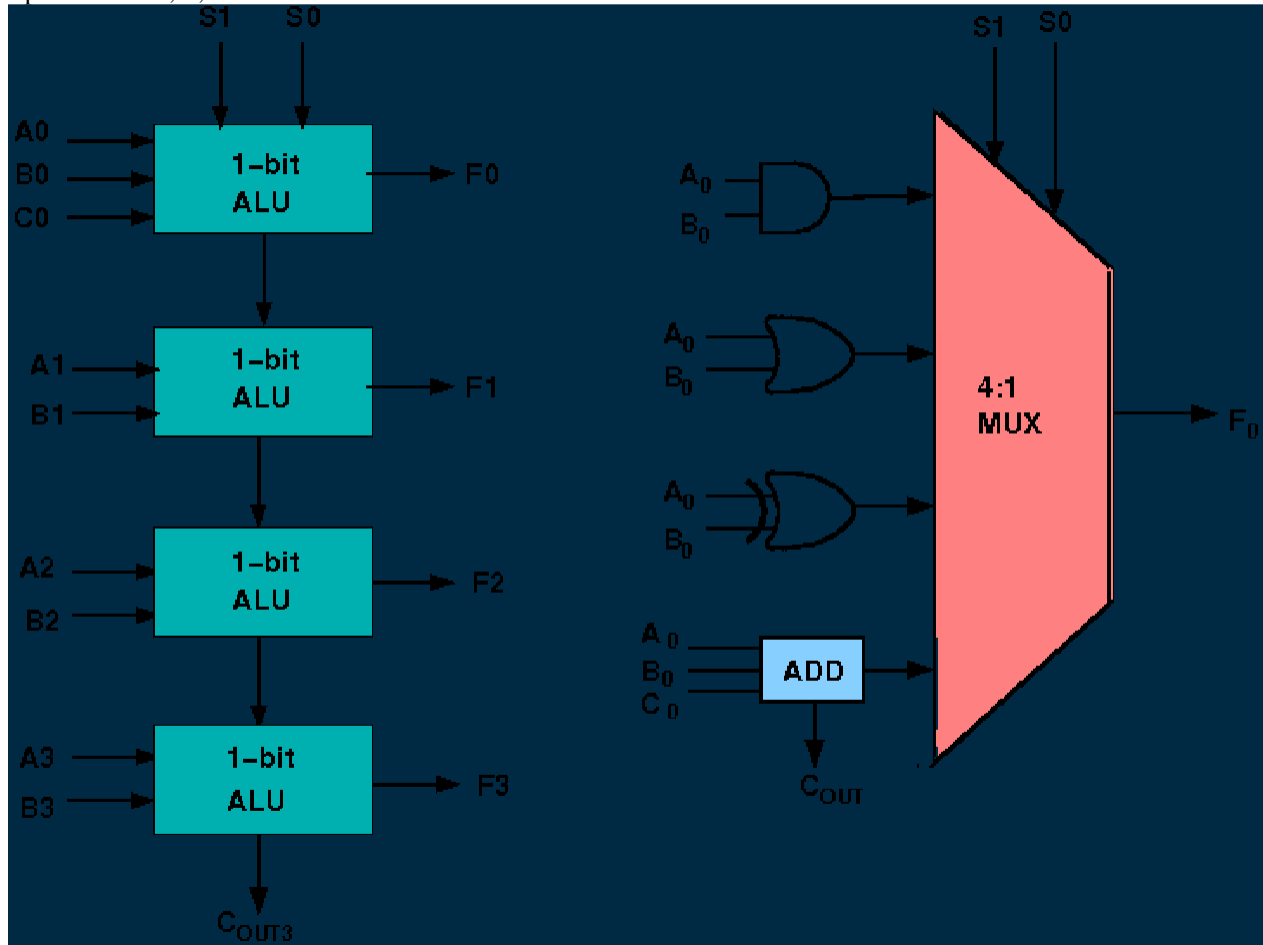 S1 S0
A0
B0
C0
1-bit
ALU
F0
A1
B1
1-bit
ALU
F1
A2
B2
1-bit
ALU
F2
A3
B3
1-bit
ALU
F3
COUT3
S1 S0
A0
B0
A0
B0
A0
B0
A0
B0
C0
ADD
COUT
4:1
MUX
F0